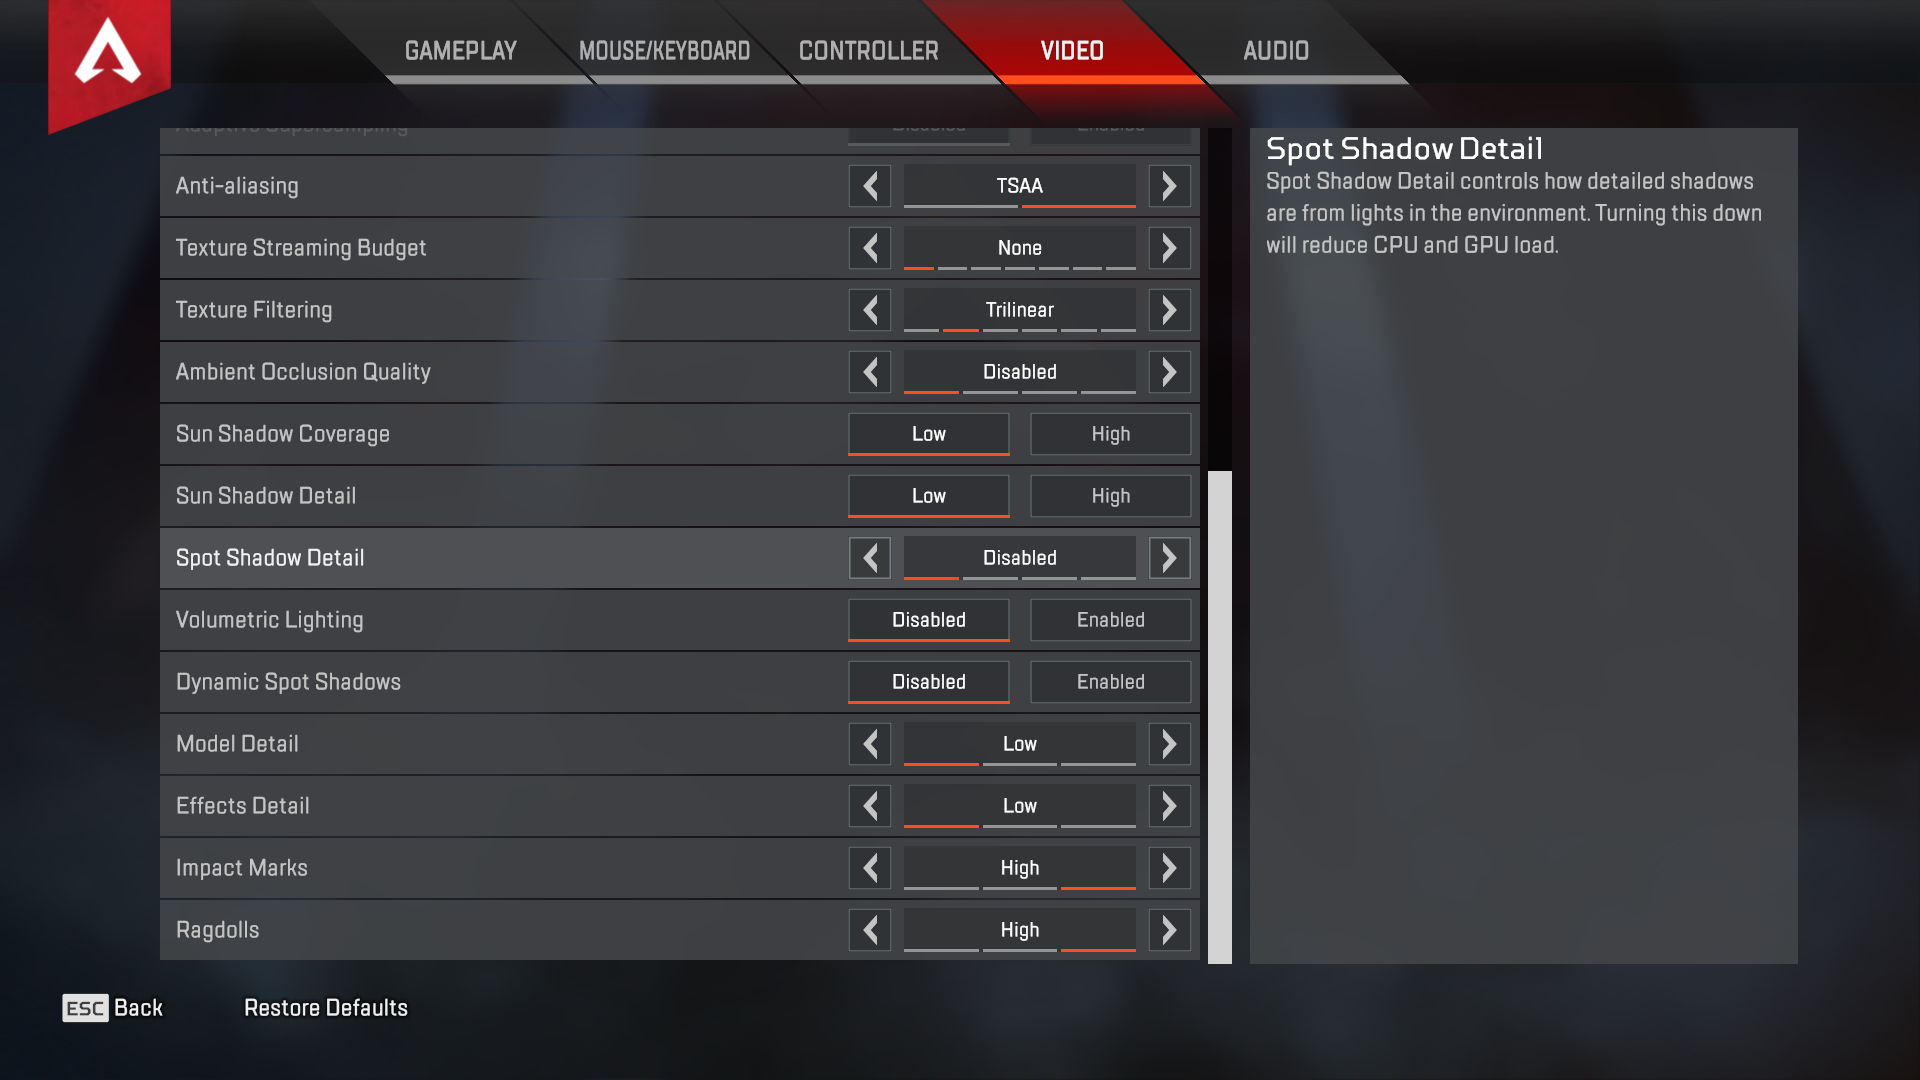 GAMEPLAY
MOUSE/KEYBOARD
CONTROLLER
VIDEO
AUDIO
Adaptive Supersampling Disabled Enabled
Anti-aliasing TSAA
Texture Streaming Budget None
Texture Filtering Trilinear
Ambient Occlusion Quality Disabled
Sun Shadow Coverage Low High
Sun Shadow Detail Low High
Spot Shadow Detail Disabled
Volumetric Lighting Disabled Enabled
Dynamic Spot Shadows Disabled Enabled
Model Detail Low
Effects Detail Low
Impact Marks High
Ragdolls High
Spot Shadow Detail
Spot Shadow Detail controls how detailed shadows
are from lights in the environment. Turning this down
will reduce CPU and GPU load.
ESC Back
Restore Defaults